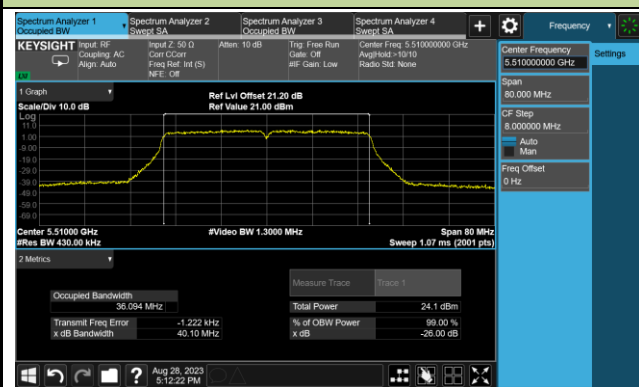 Spectrum Analyzer 1
Occupied BW
Spectrum Analyzer 2
Swept SA
Spectrum Analyzer 3
Occupied BW
Spectrum Analyzer 4
Swept SA
Frequency
KEYSIGHT
Input: RF
Coupling: AC
Align: Auto
Input Z: 50 Ω
Corr CCorr
Freq Ref: Int (S)
NFE: Off
Atten: 10 dB
Trig: Free Run
Gate: Off
#IF Gain: Low
Center Freq: 5.510000000 GHz
Avg|Hold:>10/10
Radio Std: None
LXI
1 Graph
Scale/Div 10.0 dB
Ref Lvl Offset 21.20 dB
Ref Value 21.00 dBm
Log
11.0
1.00
-9.00
-19.0
-29.0
-39.0
-49.0
-59.0
-69.0
Center 5.51000 GHz
#Res BW 430.00 kHz
#Video BW 1.3000 MHz
Span 80 MHz
Sweep 1.07 ms (2001 pts)
2 Metrics
Measure Trace
Trace 1
Occupied Bandwidth
36.094 MHz
Total Power
24.1 dBm
Transmit Freq Error
-1.222 kHz
% of OBW Power
99.00 %
x dB Bandwidth
40.10 MHz
x dB
-26.00 dB
Aug 28, 2023
5:12:22 PM
Center Frequency
5.510000000 GHz
Settings
Span
80.0000 MHz
CF Step
8.000000 MHz
Auto
Man
Freq Offset
0 Hz